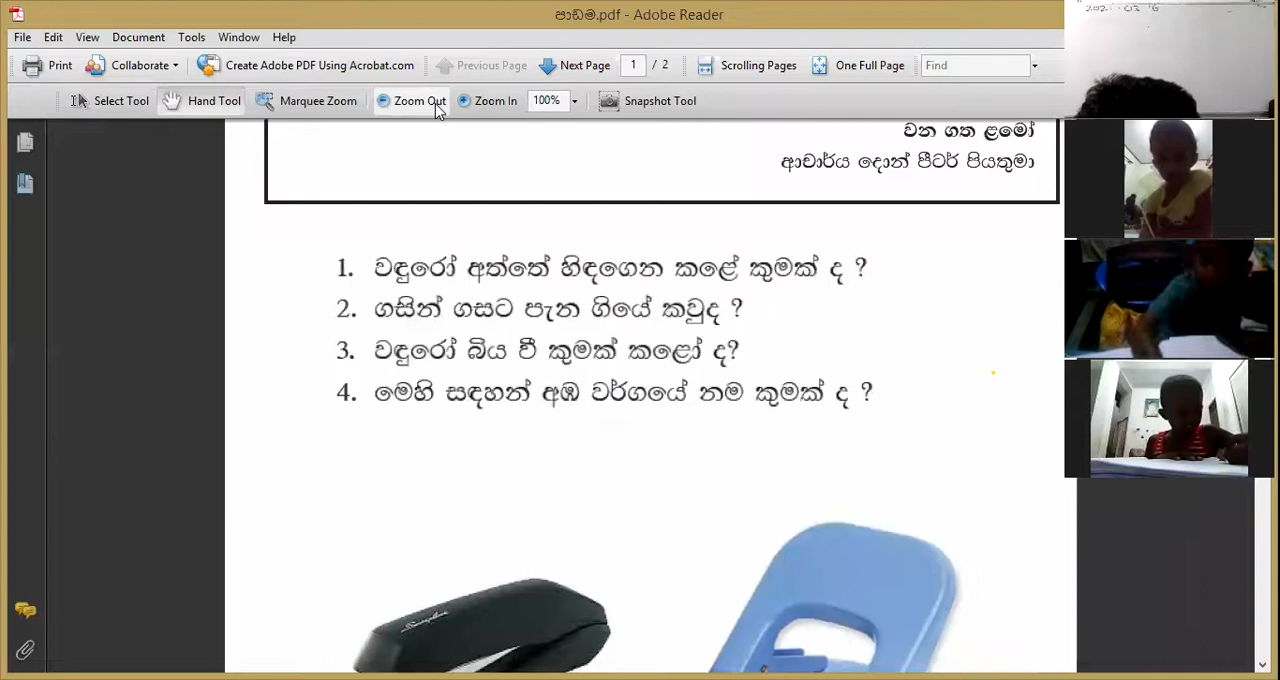 පාඩම.pdf - Adobe Reader
File Edit View Document Tools Window Help
Print Collaborate Create Adobe PDF Using Acrobat.com Previous Page Next Page 1 / 2 Scrolling Pages One Full Page Find
Select Tool Hand Tool Marquee Zoom Zoom Out Zoom In 100% Snapshot Tool
වන ගත ළමෝ
ආචාර්ය දොන් පීටර් පියතුමා
1. වඳුරෝ අත්තේ හිඳගෙන කළේ කුමක් ද ?
2. ගසින් ගසට පැන ගියේ කවුද ?
3. වඳුරෝ බිය වී කුමක් කළෝ ද?
4. මෙහි සඳහන් අඹ වර්ගයේ නම කුමක් ද ?